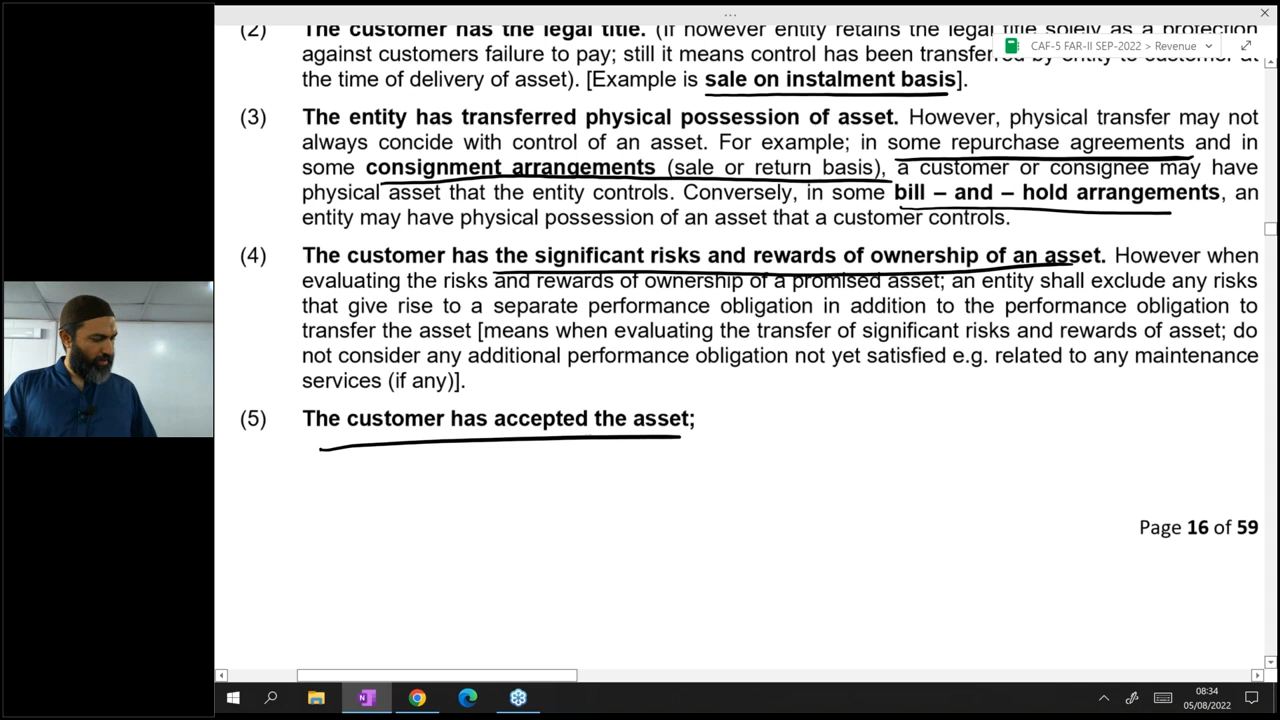 (2) The customer has the legal title. (If however entity retains the legal title solely as a protection
against customers failure to pay; still it means control has been transferred by entity to customer at
the time of delivery of asset). [Example is sale on instalment basis].
CAF-5 FAR-II SEP-2022 > Revenue
(3) The entity has transferred physical possession of asset. However, physical transfer may not
always concide with control of an asset. For example; in some repurchase agreements and in
some consignment arrangements (sale or return basis), a customer or consignee may have
physical asset that the entity controls. Conversely, in some bill – and – hold arrangements, an
entity may have physical possession of an asset that a customer controls.
(4) The customer has the significant risks and rewards of ownership of an asset. However when
evaluating the risks and rewards of ownership of a promised asset; an entity shall exclude any risks
that give rise to a separate performance obligation in addition to the performance obligation to
transfer the asset [means when evaluating the transfer of significant risks and rewards of asset; do
not consider any additional performance obligation not yet satisfied e.g. related to any maintenance
services (if any)].
(5) The customer has accepted the asset;
Page 16 of 59
08:34
05/08/2022